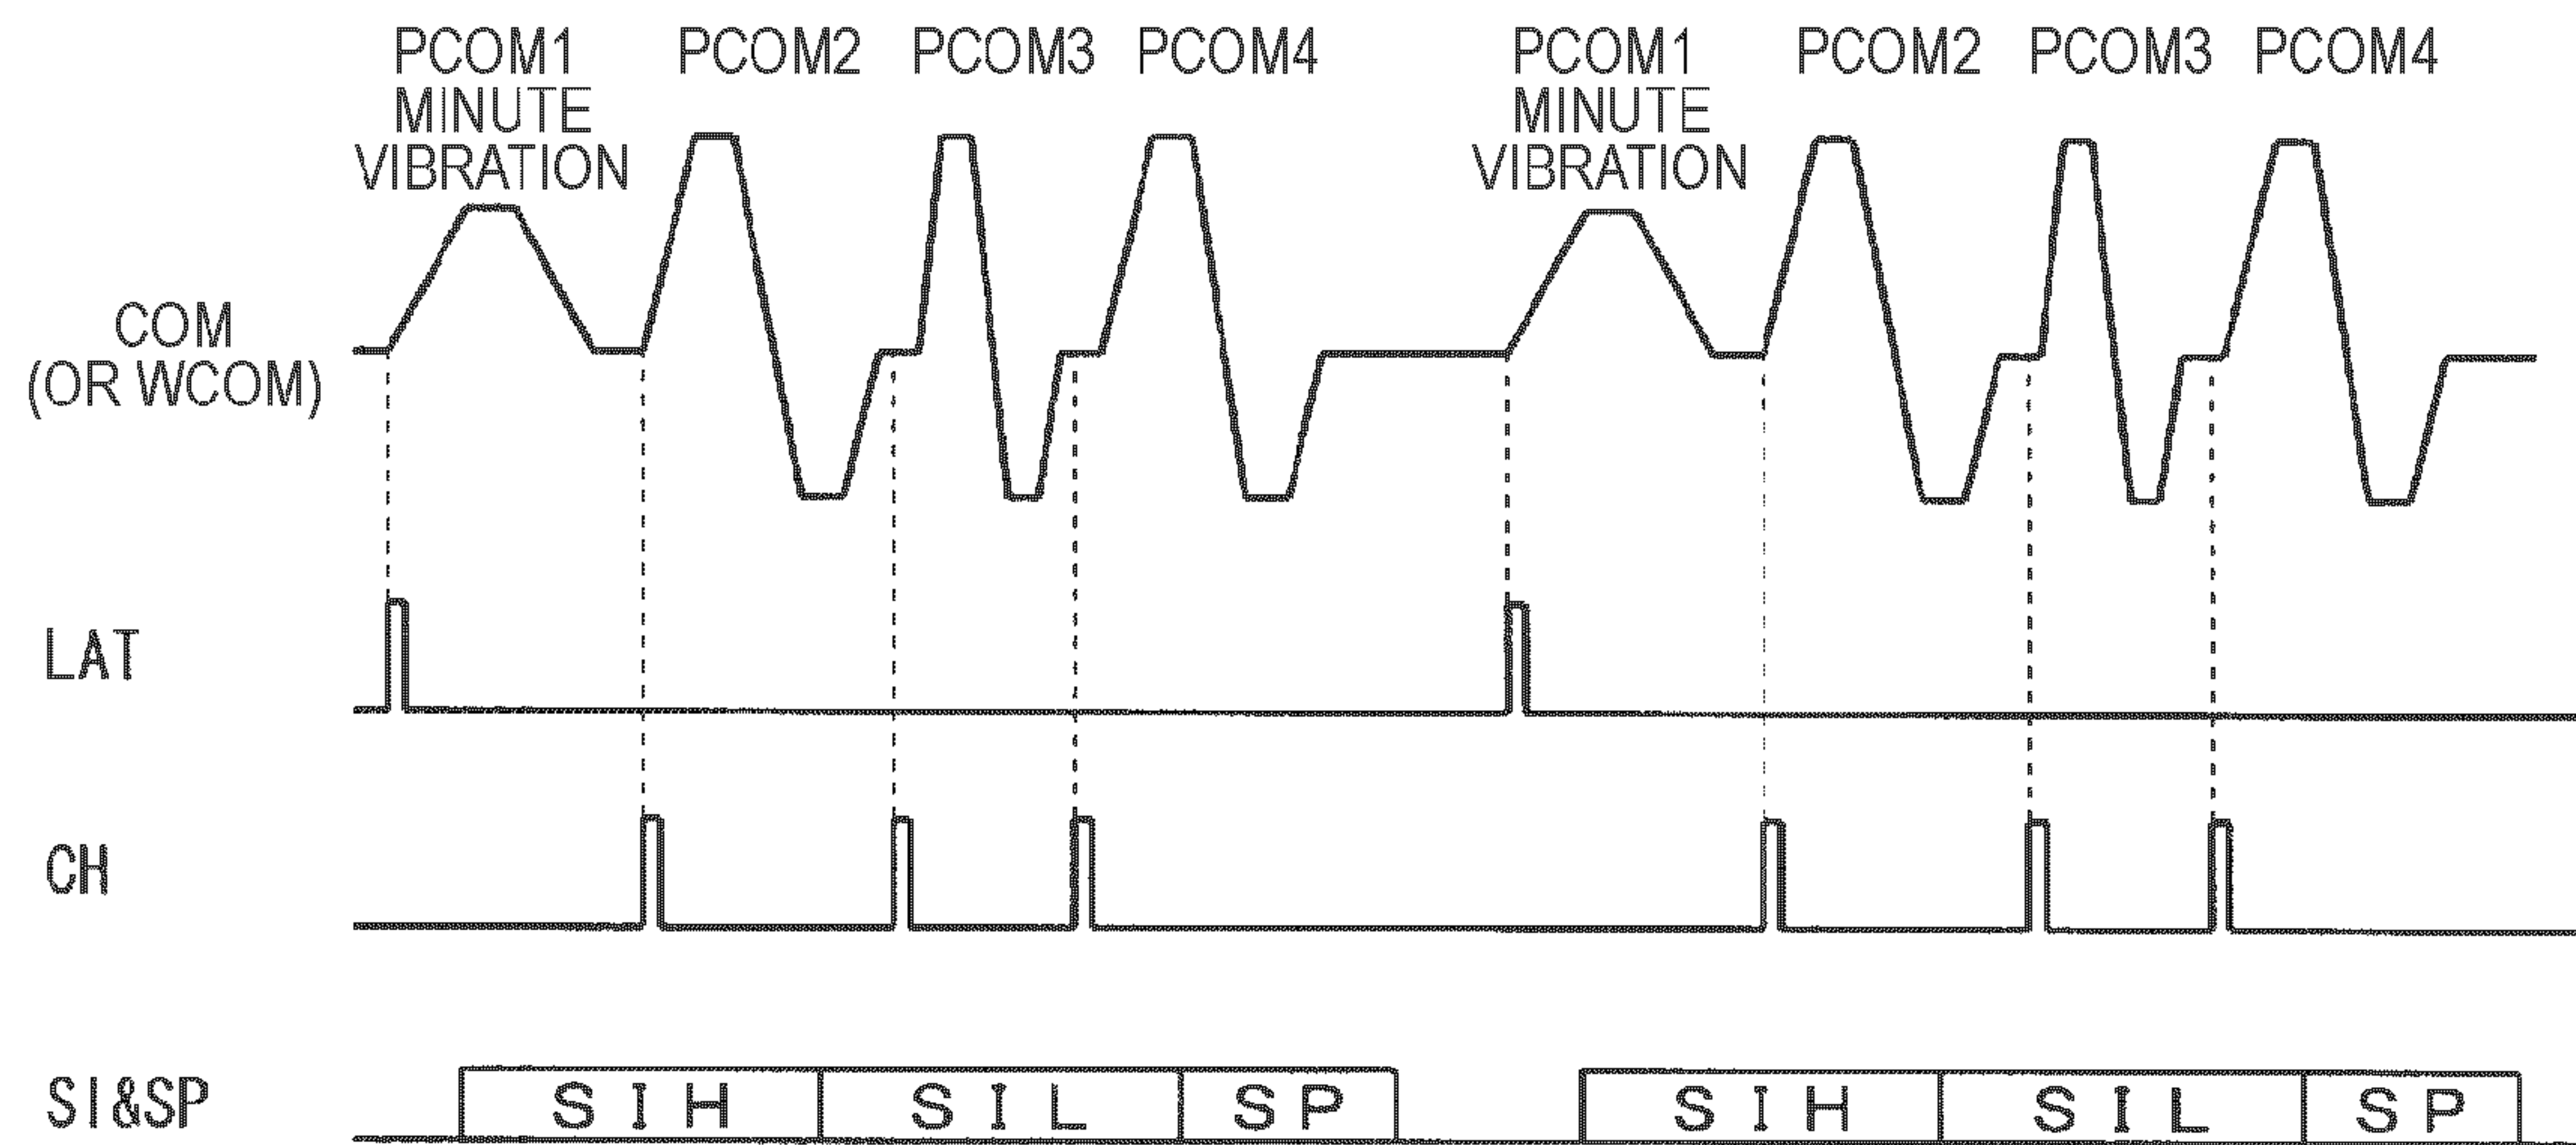 PCOM1 PCOM2 PCOM3 PCOM4 PCOM1 PCOM2 PCOM3 PCOM4
MINUTE MINUTE
VIBRATION VIBRATION
COM
(OR WCOM)
LAT
CH
SI&SP SIH SIL SP SIH SIL SP